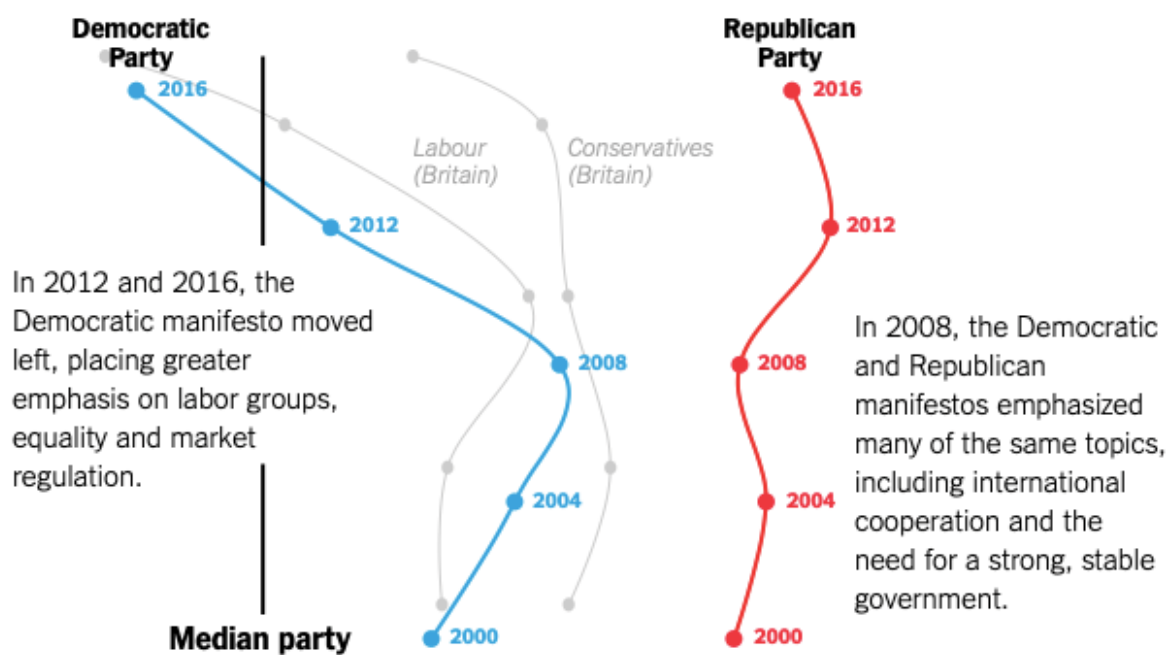 Democratic
Party
Republican
Party
2016
2016
Labour
(Britain)
Conservatives
(Britain)
2012
2012
In 2012 and 2016, the
Democratic manifesto moved
left, placing greater
emphasis on labor groups,
equality and market
regulation.
2008
2008
In 2008, the Democratic
and Republican
manifestos emphasized
many of the same topics,
including international
cooperation and the
need for a strong, stable
government.
2004
2004
Median party
2000
2000